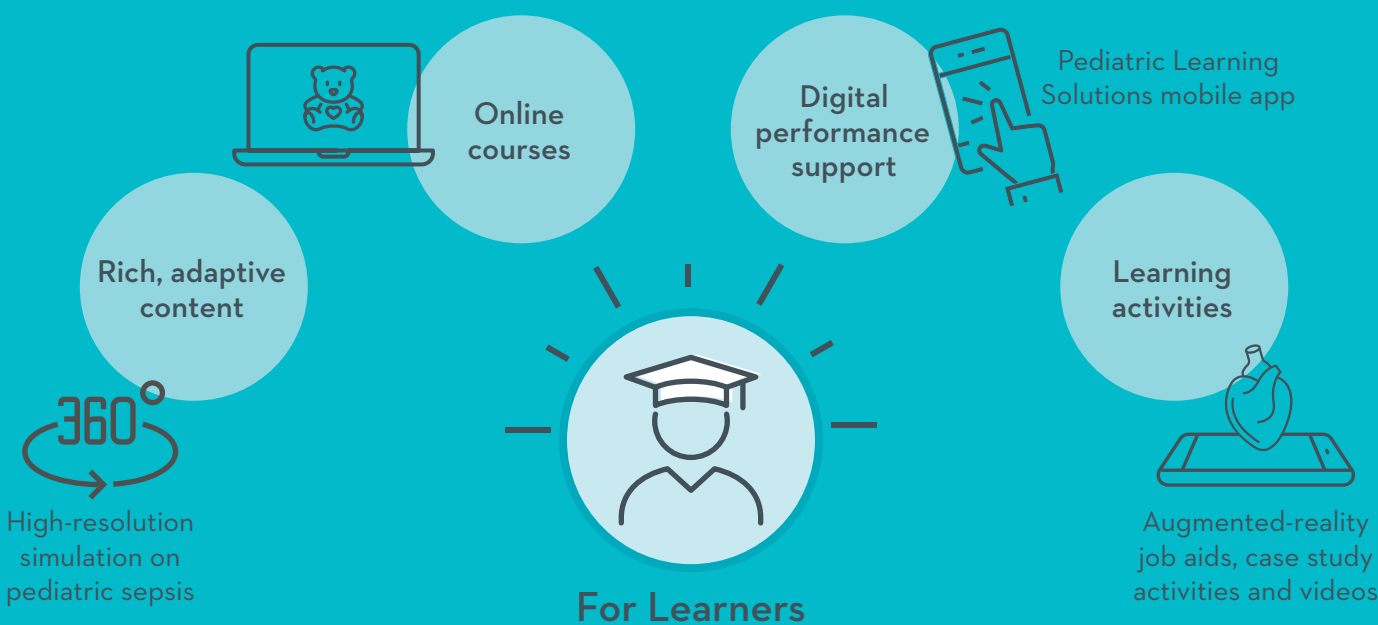 Rich, adaptive
content
360°
High-resolution
simulation on
pediatric sepsis
Online
courses
Digital
performance
support
Pediatric Learning
Solutions mobile app
Learning
activities
Augmented-reality
job aids, case study
activities and videos
For Learners